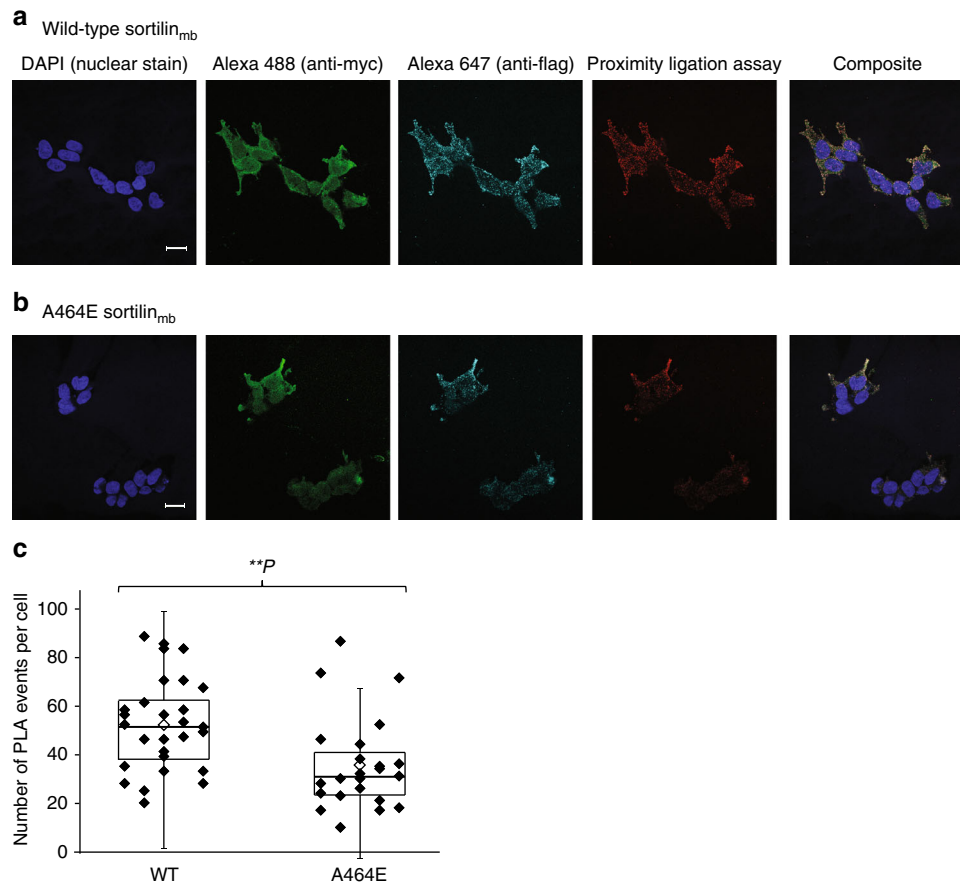 a Wild-type sortilinmb
DAPI (nuclear stain) Alexa 488 (anti-myc) Alexa 647 (anti-flag) Proximity ligation assay Composite
b A464E sortilinmb
c
**P
Number of PLA events per cell
100
80
60
40
20
0
WT A464E